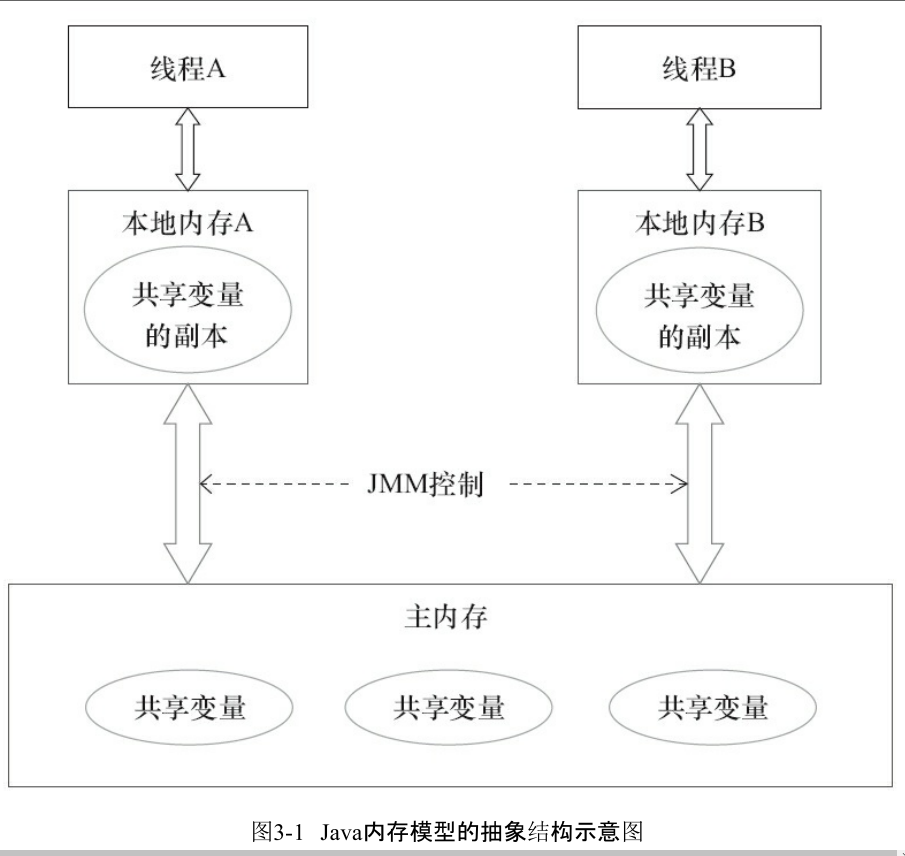 线程A
线程B
本地内存A
本地内存B
共享变量
的副本
共享变量
的副本
JMM控制
主内存
共享变量
共享变量
共享变量
图3-1 Java内存模型的抽象结构示意图